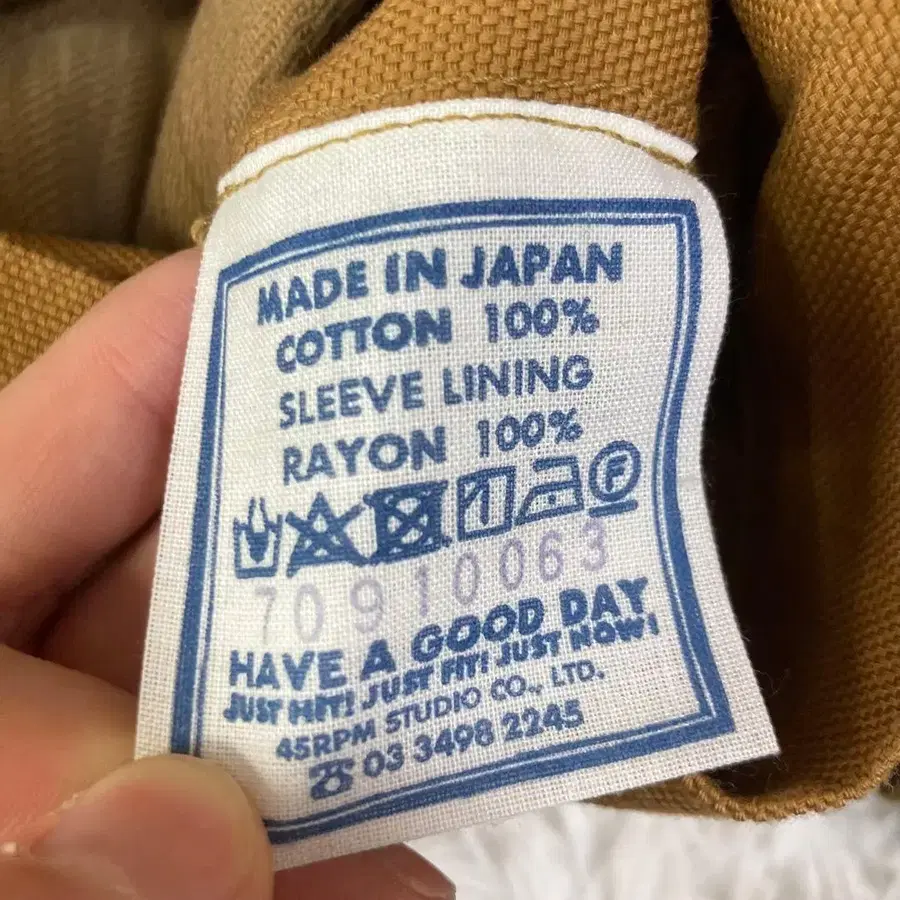 MADE IN JAPAN
COTTON 100%
SLEEVE LINING
RAYON 100%
F
70910063
HAVE A GOOD DAY
JUST HIT! JUST FIT! JUST NOW!
45RPM STUDIO CO., LTD.
☎ 03 3498 2245